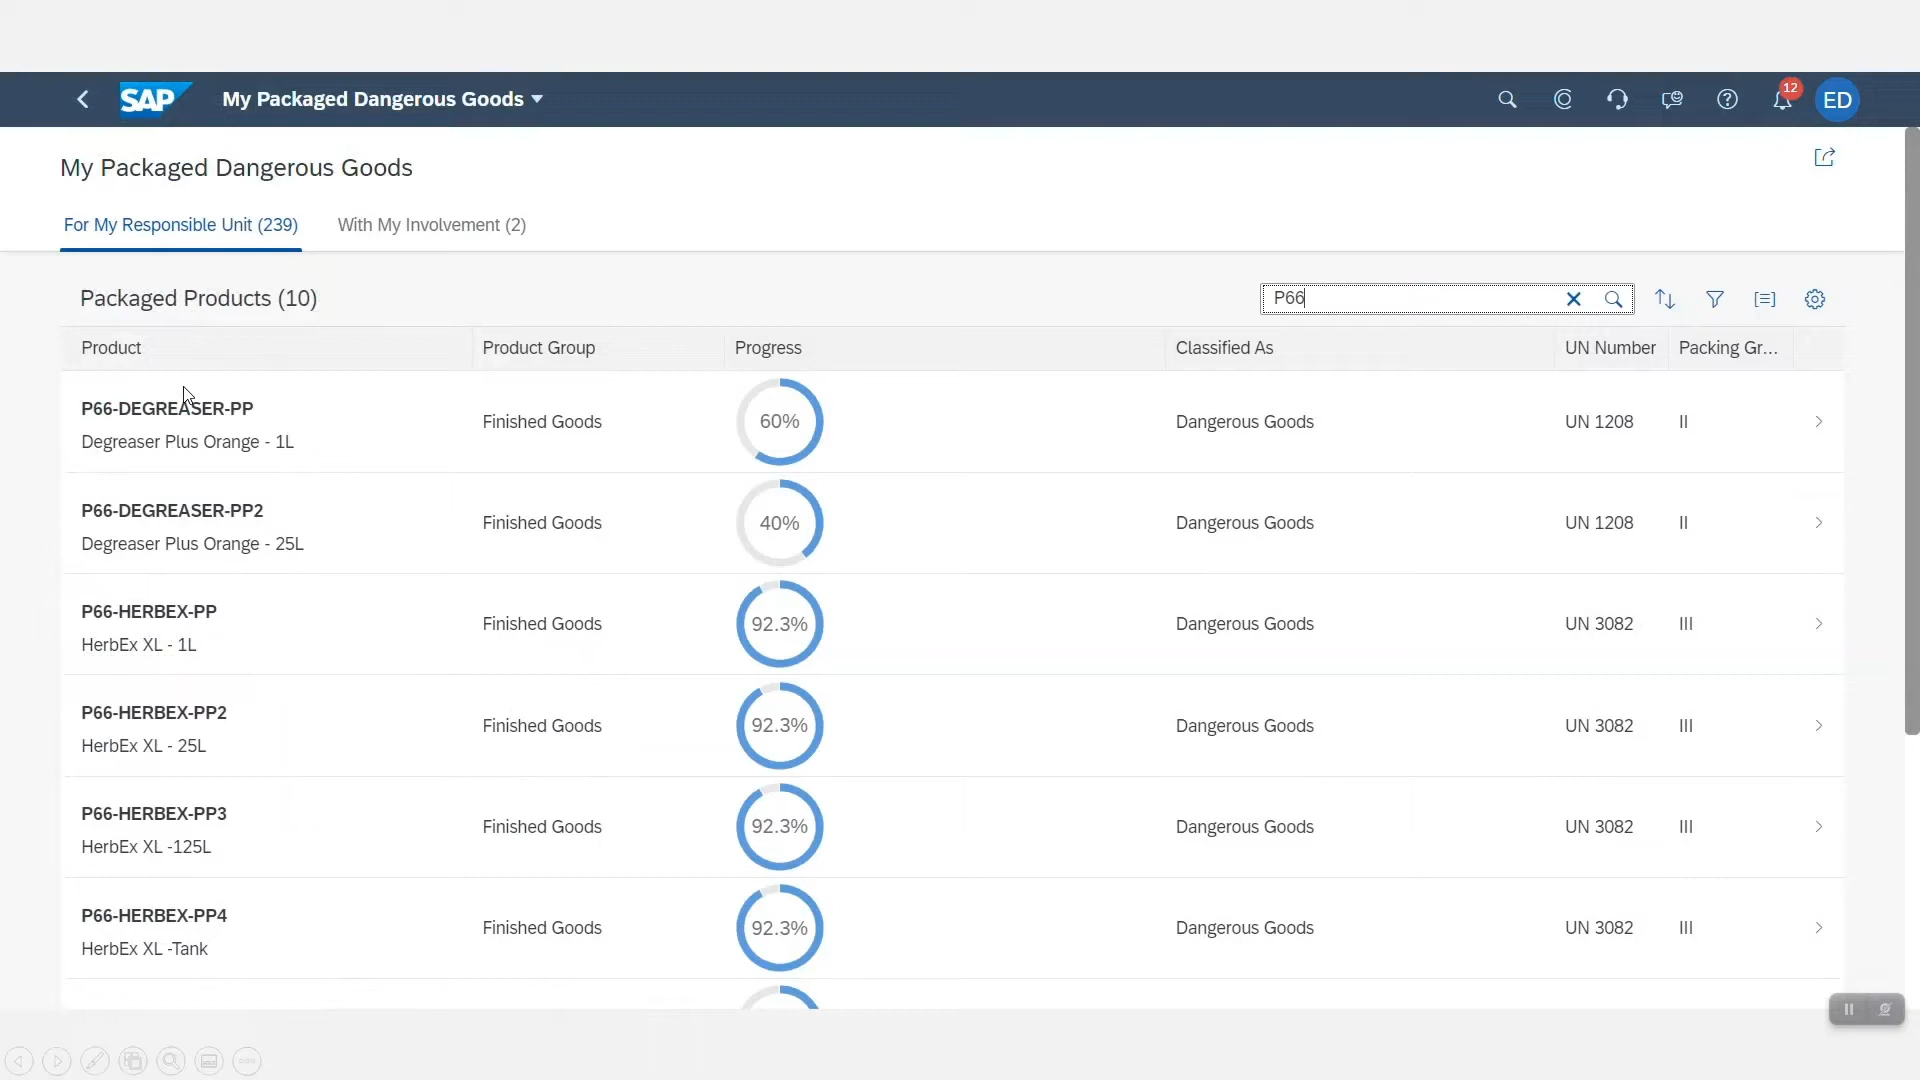 SAP
My Packaged Dangerous Goods
12
ED
My Packaged Dangerous Goods
For My Responsible Unit (239)
With My Involvement (2)
Packaged Products (10)
P66
Product
Product Group
Progress
Classified As
UN Number
Packing Gr...
P66-DEGREASER-PP
Degreaser Plus Orange - 1L
Finished Goods
60%
Dangerous Goods
UN 1208
II
P66-DEGREASER-PP2
Degreaser Plus Orange - 25L
Finished Goods
40%
Dangerous Goods
UN 1208
II
P66-HERBEX-PP
HerbEx XL - 1L
Finished Goods
92.3%
Dangerous Goods
UN 3082
III
P66-HERBEX-PP2
HerbEx XL - 25L
Finished Goods
92.3%
Dangerous Goods
UN 3082
III
P66-HERBEX-PP3
HerbEx XL -125L
Finished Goods
92.3%
Dangerous Goods
UN 3082
III
P66-HERBEX-PP4
HerbEx XL -Tank
Finished Goods
92.3%
Dangerous Goods
UN 3082
III